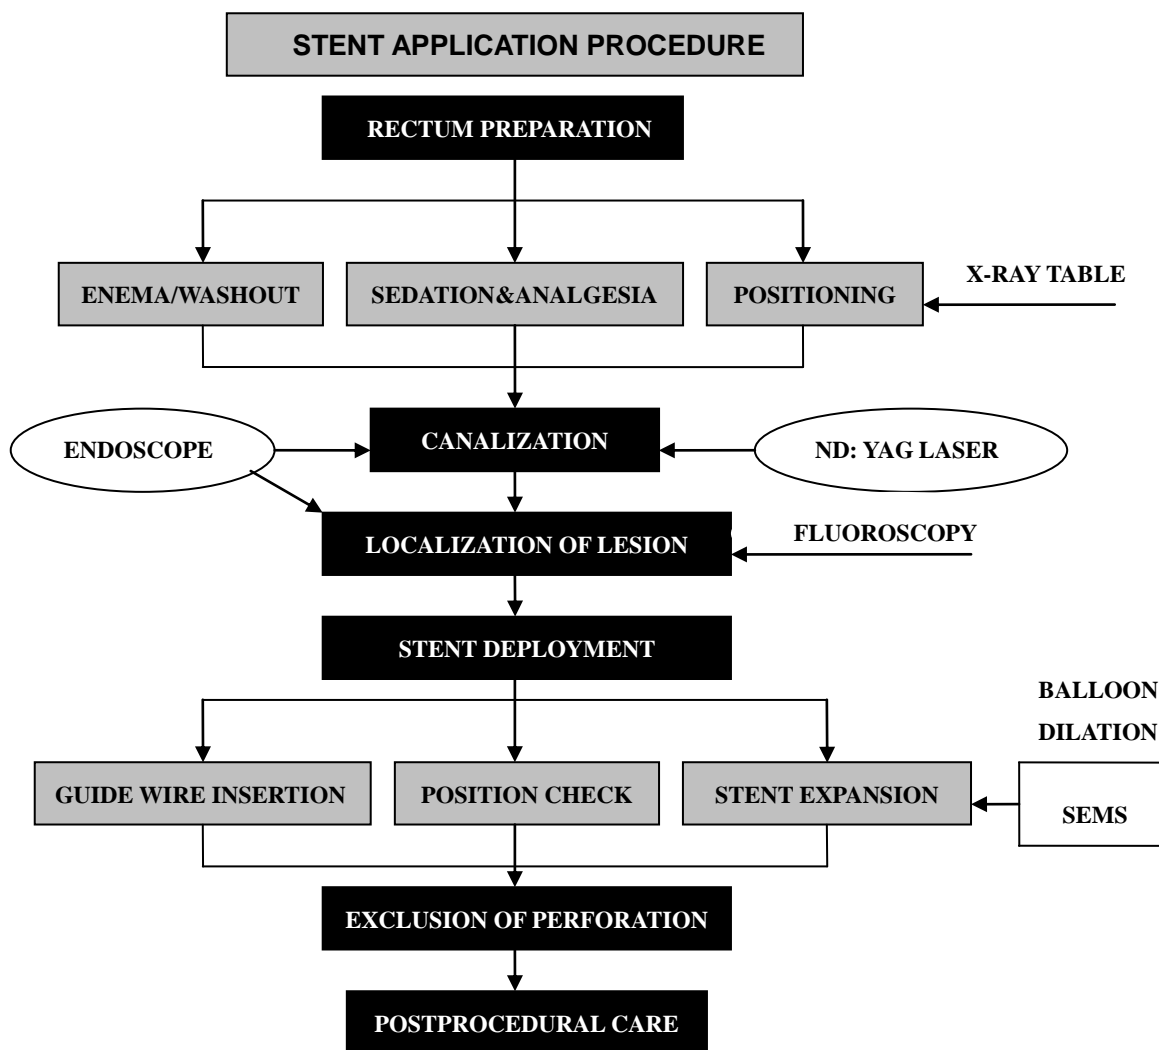 STENT APPLICATION PROCEDURE
RECTUM PREPARATION
ENEMA/WASHOUT
SEDATION&ANALGESIA
POSITIONING
X-RAY TABLE
ENDOSCOPE
CANALIZATION
ND: YAG LASER
LOCALIZATION OF LESION
FLUOROSCOPY
STENT DEPLOYMENT
BALLOON
DILATION
GUIDE WIRE INSERTION
POSITION CHECK
STENT EXPANSION
SEMS
EXCLUSION OF PERFORATION
POSTPROCEDURAL CARE